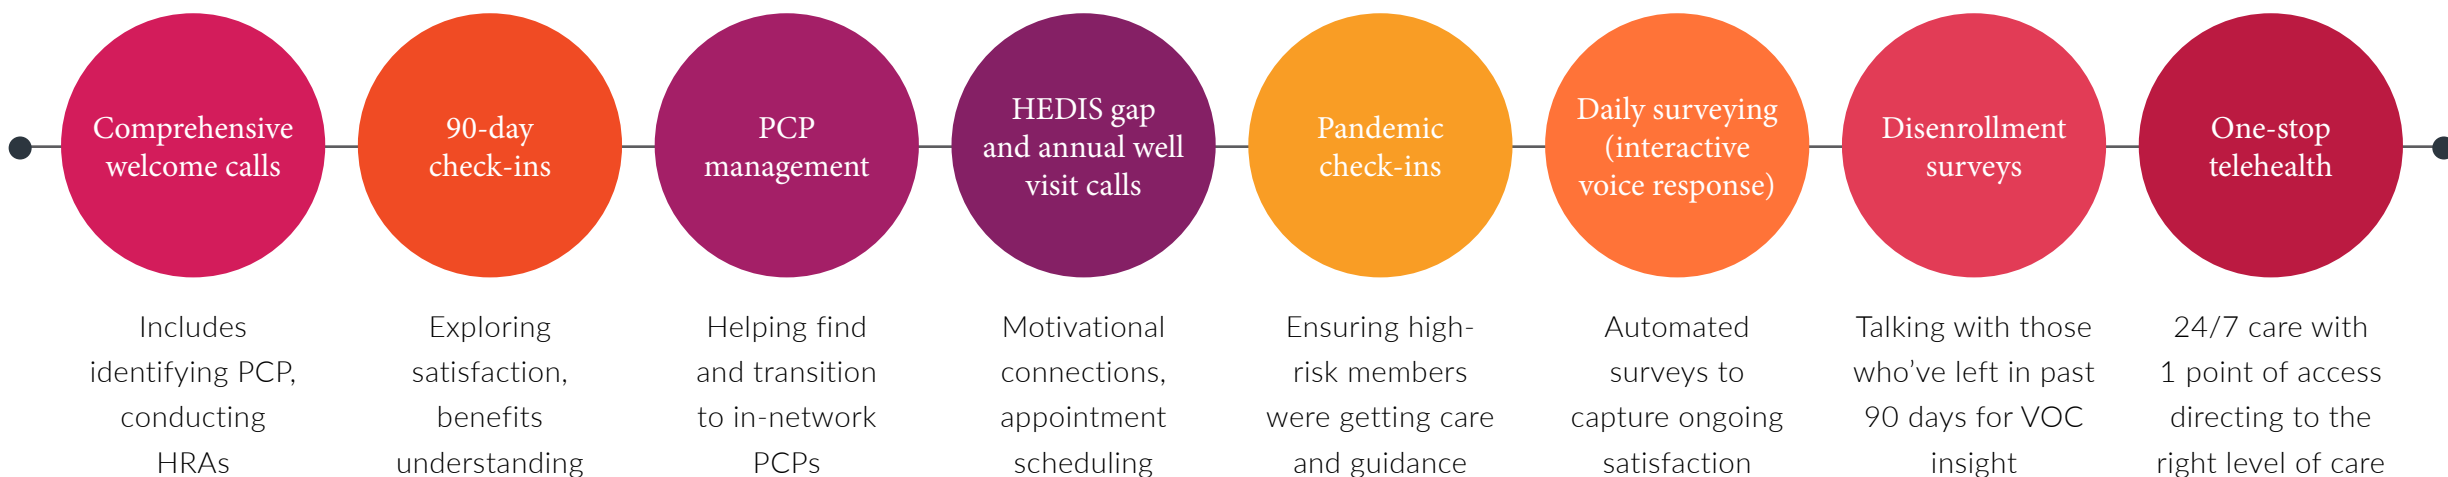 Comprehensive
welcome calls
Includes
identifying PCP,
conducting
HRAs
90-day
check-ins
Exploring
satisfaction,
benefits
understanding
PCP
management
Helping find
and transition
to in-network
PCPs
HEDIS gap
and annual well
visit calls
Motivational
connections,
appointment
scheduling
Pandemic
check-ins
Ensuring high-
risk members
were getting care
and guidance
Daily surveying
(interactive
voice response)
Automated
surveys to
capture ongoing
satisfaction
Disenrollment
surveys
Talking with those
who've left in past
90 days for VOC
insight
One-stop
telehealth
24/7 care with
1 point of access
directing to the
right level of care